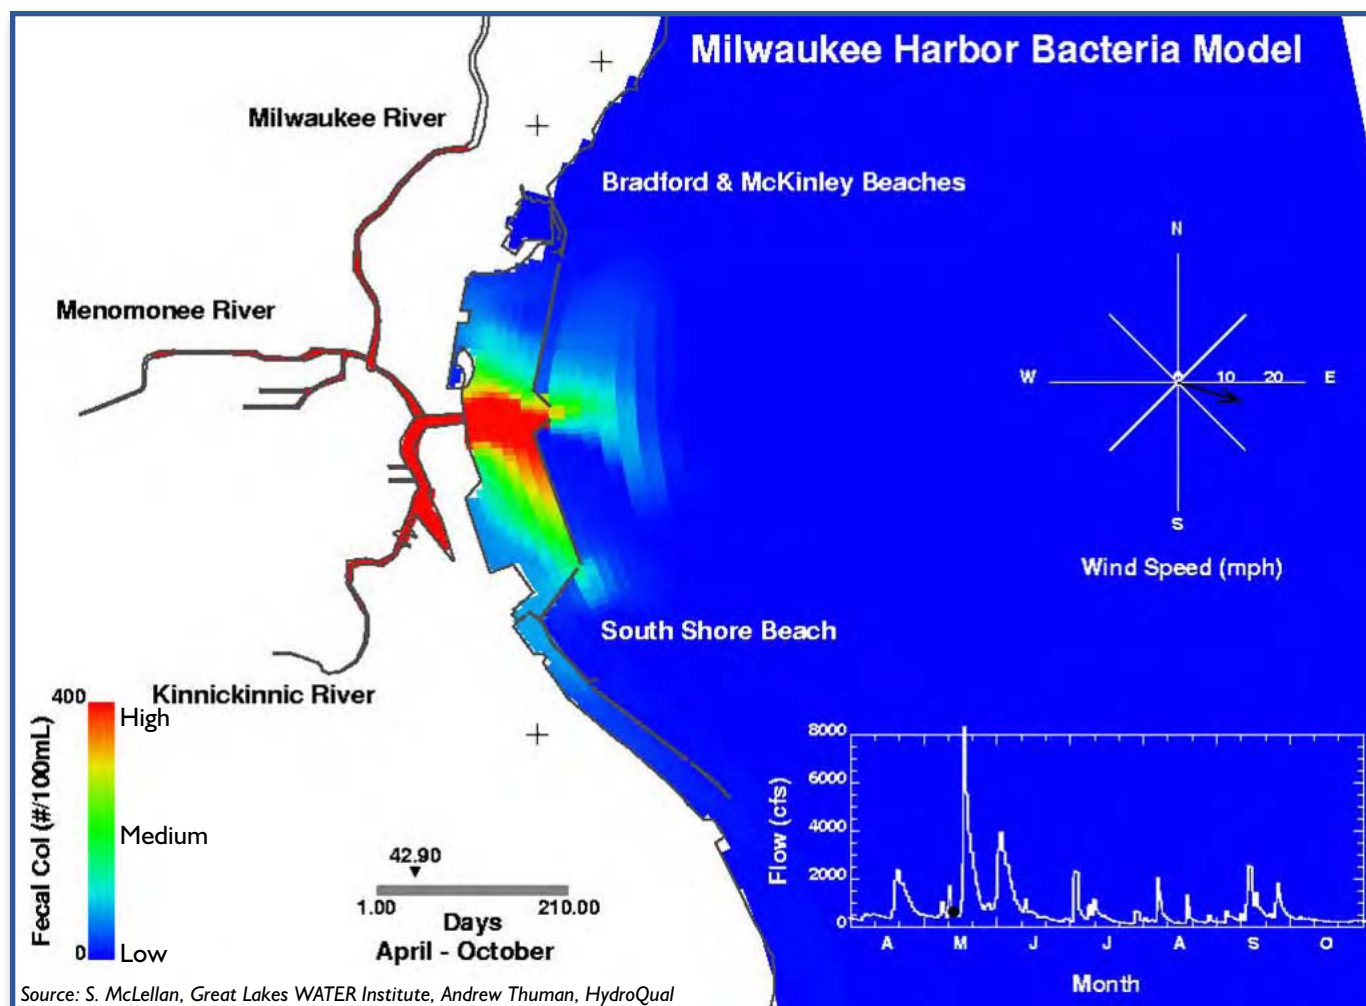 Milwaukee Harbor Bacteria Model
Milwaukee River
Bradford & McKinley Beaches
Menomonee River
N
W
0
10
20
E
S
Wind Speed (mph)
South Shore Beach
Kinnickinnic River
Fecal Col (#/100mL)
400
High
Medium
0
Low
42.90
1.00
210.00
Days
April - October
Flow (cfs)
8000
6000
4000
2000
0
A
M
J
J
A
S
O
Month
Source: S. McLellan, Great Lakes WATER Institute, Andrew Thuman, HydroQual